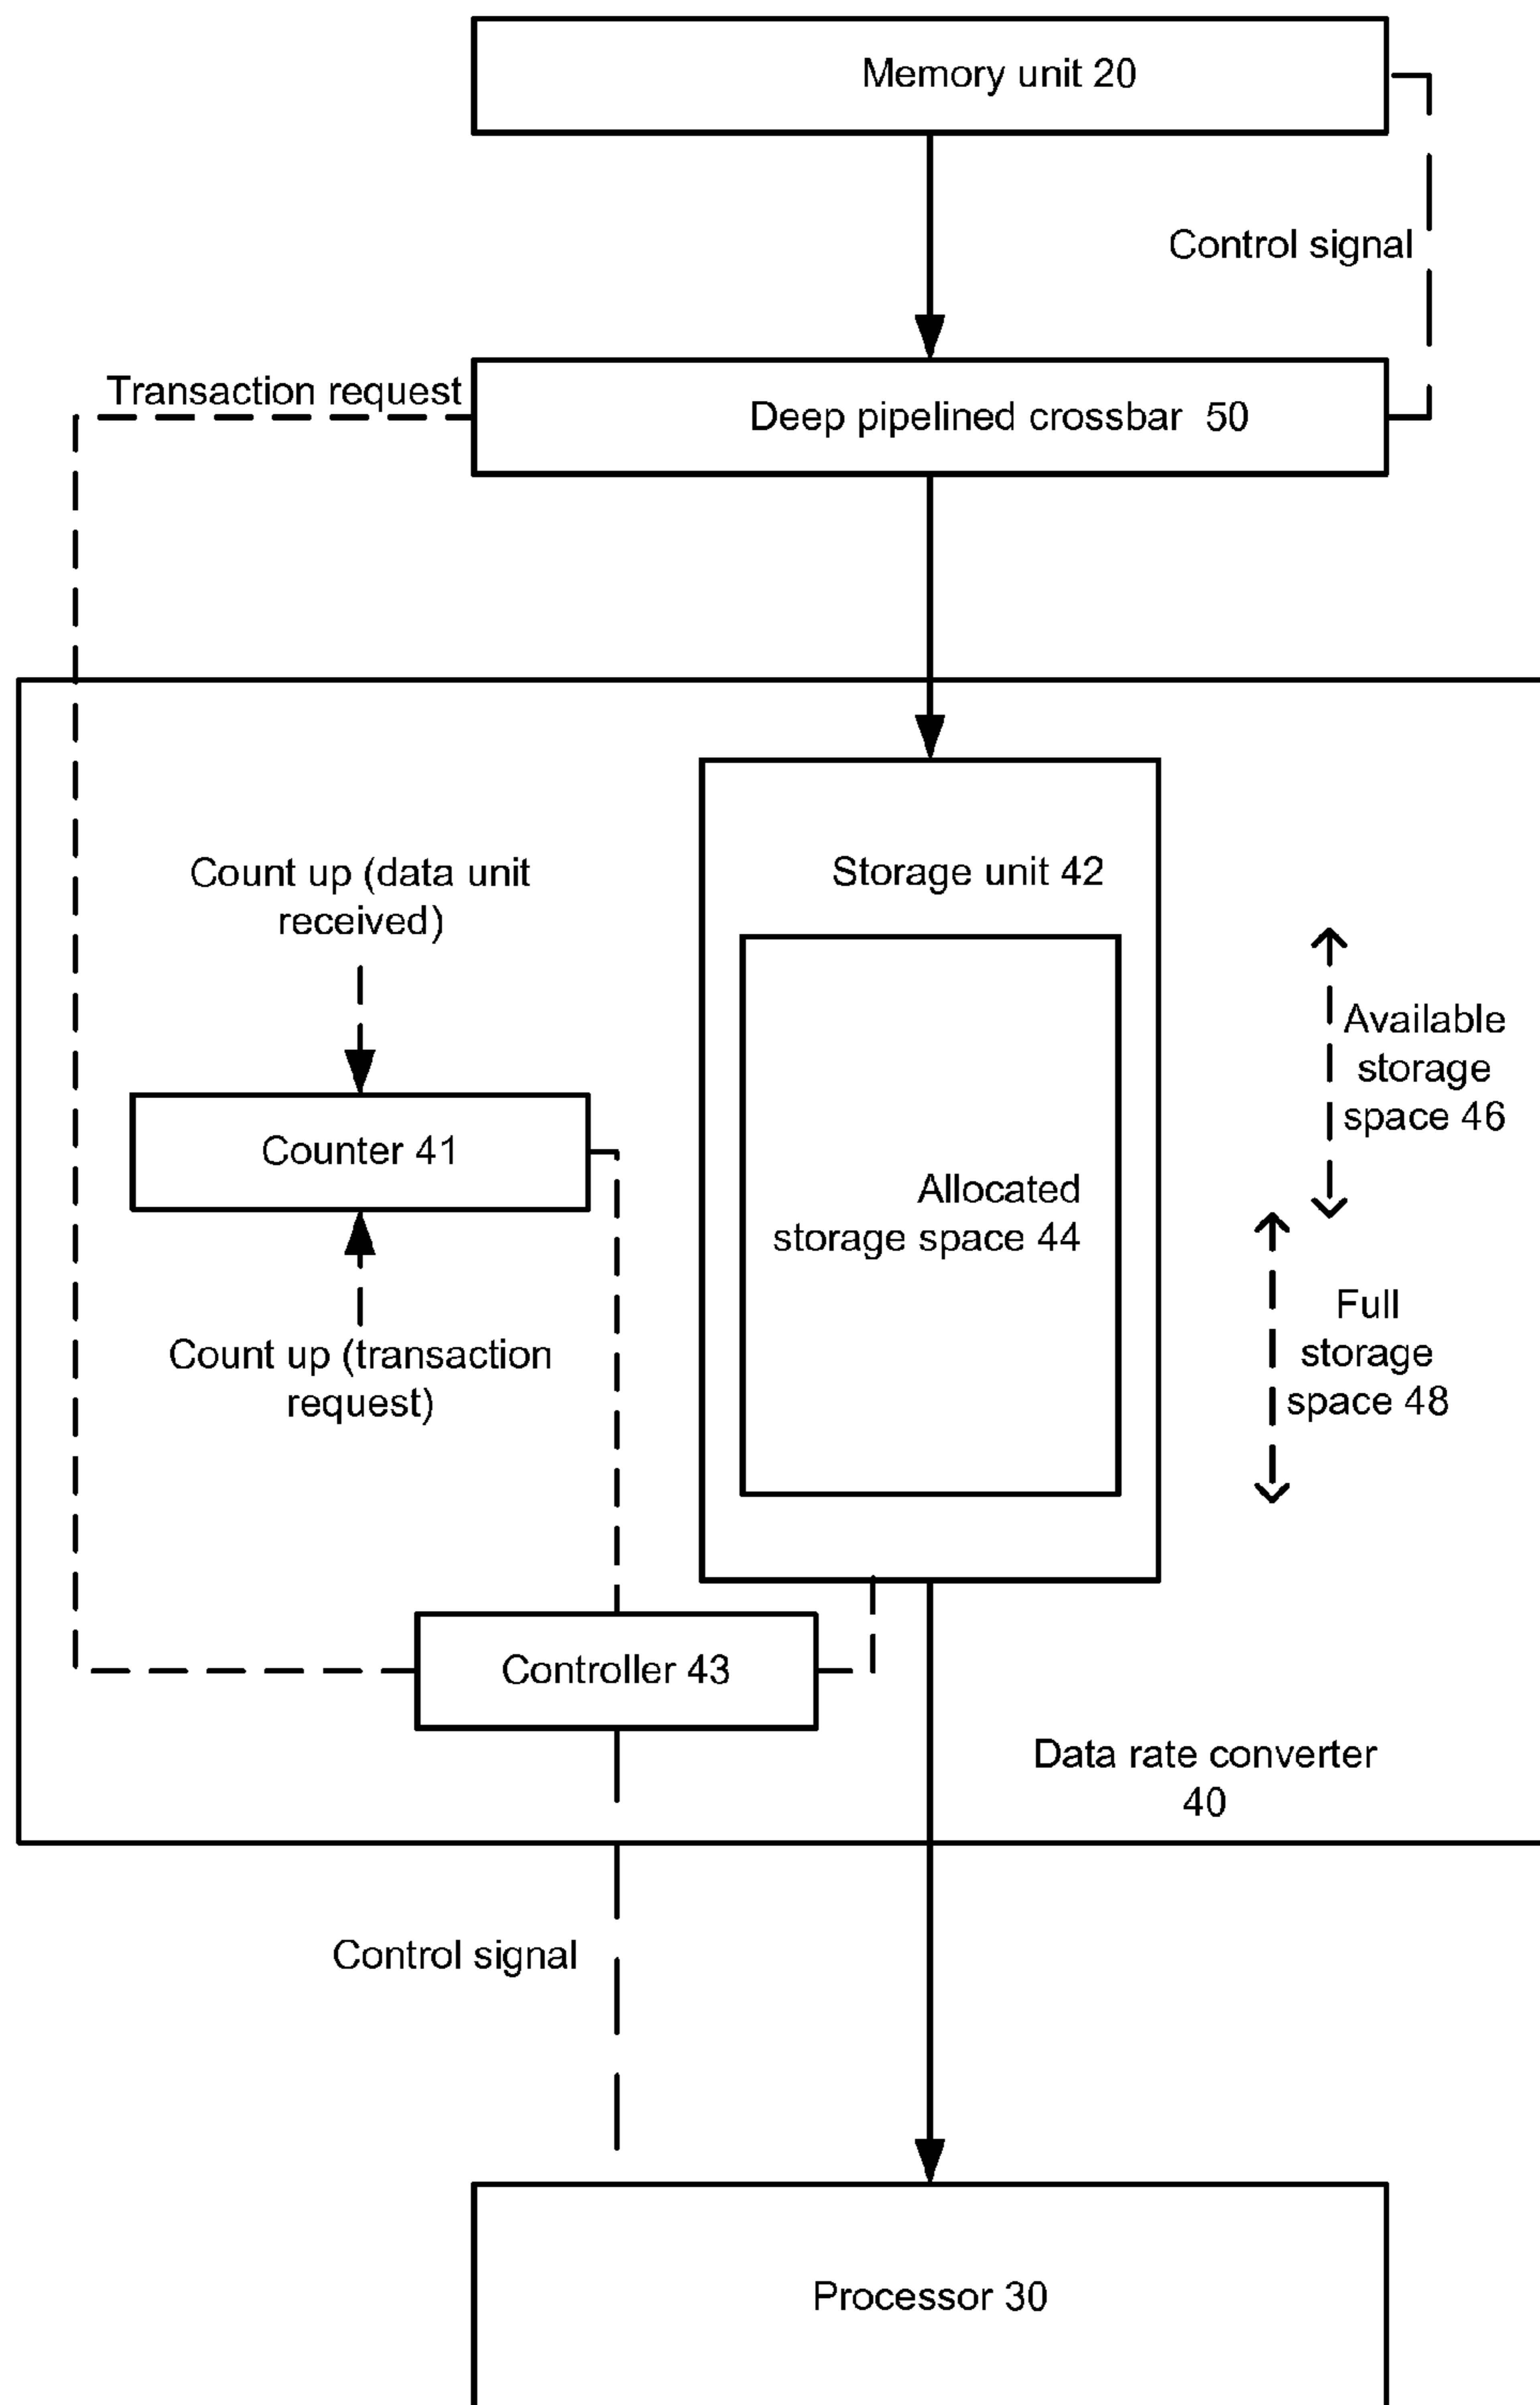 Memory unit 20
Control signal
Transaction request
Deep pipelined crossbar 50
Count up (data unit
received)
Storage unit 42
Available
storage
space 46
Counter 41
Allocated
storage space 44
Full
storage
space 48
Count up (transaction
request)
Controller 43
Data rate converter
40
Control signal
Processor 30